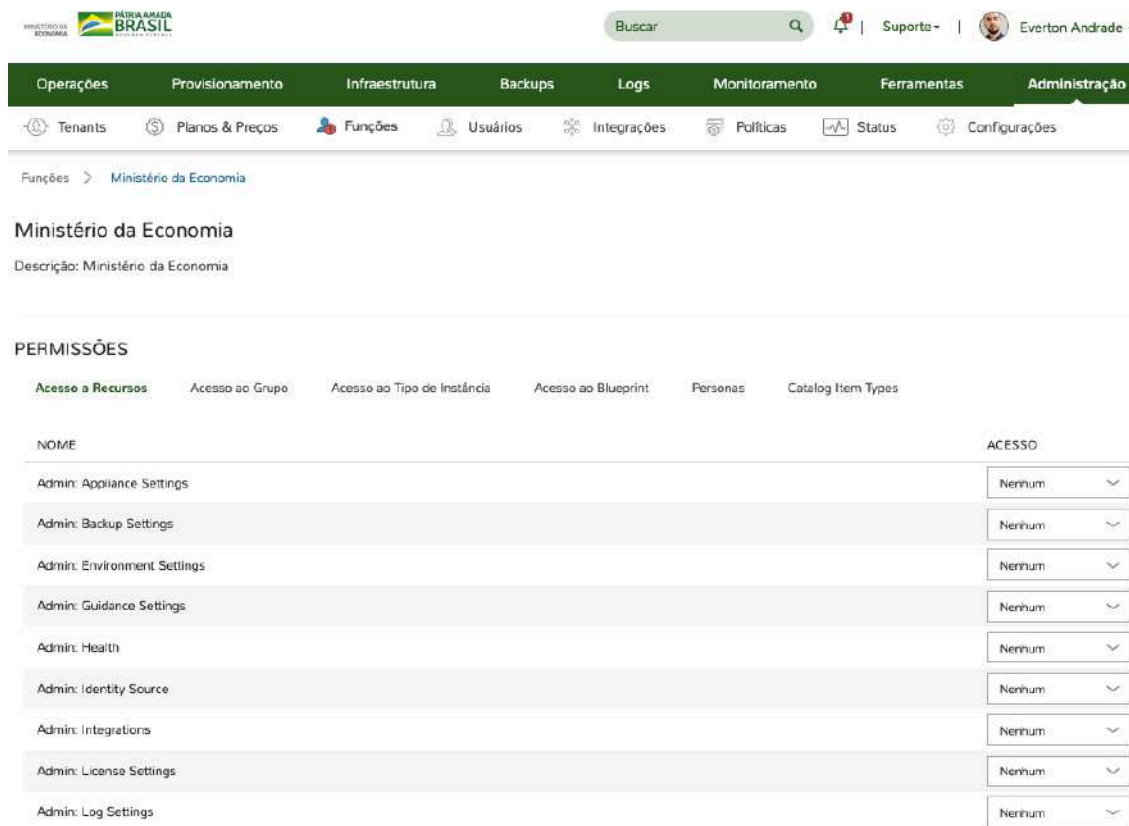 MINISTÉRIO DA
ECONOMIA
PÁTRIA AMADA
BRASIL
GOVERNO FEDERAL
Buscar
Suporte
|
Everton Andrade
Operações Provisionamento Infraestrutura Backups Logs Monitoramento Ferramentas Administração
Tenants Planos & Preços Funções Usuários Integrações Políticas Status Configurações
Funções > Ministério da Economia
Ministério da Economia
Descrição: Ministério da Economia
PERMISSÕES
Acesso a Recursos Acesso ao Grupo Acesso ao Tipo de Instância Acesso ao Blueprint Personas Catalog Item Types
NOME ACESSO
Admin: Appliance Settings Nenhum
Admin: Backup Settings Nenhum
Admin: Environment Settings Nenhum
Admin: Guidance Settings Nenhum
Admin: Health Nenhum
Admin: Identity Source Nenhum
Admin: Integrations Nenhum
Admin: License Settings Nenhum
Admin: Log Settings Nenhum